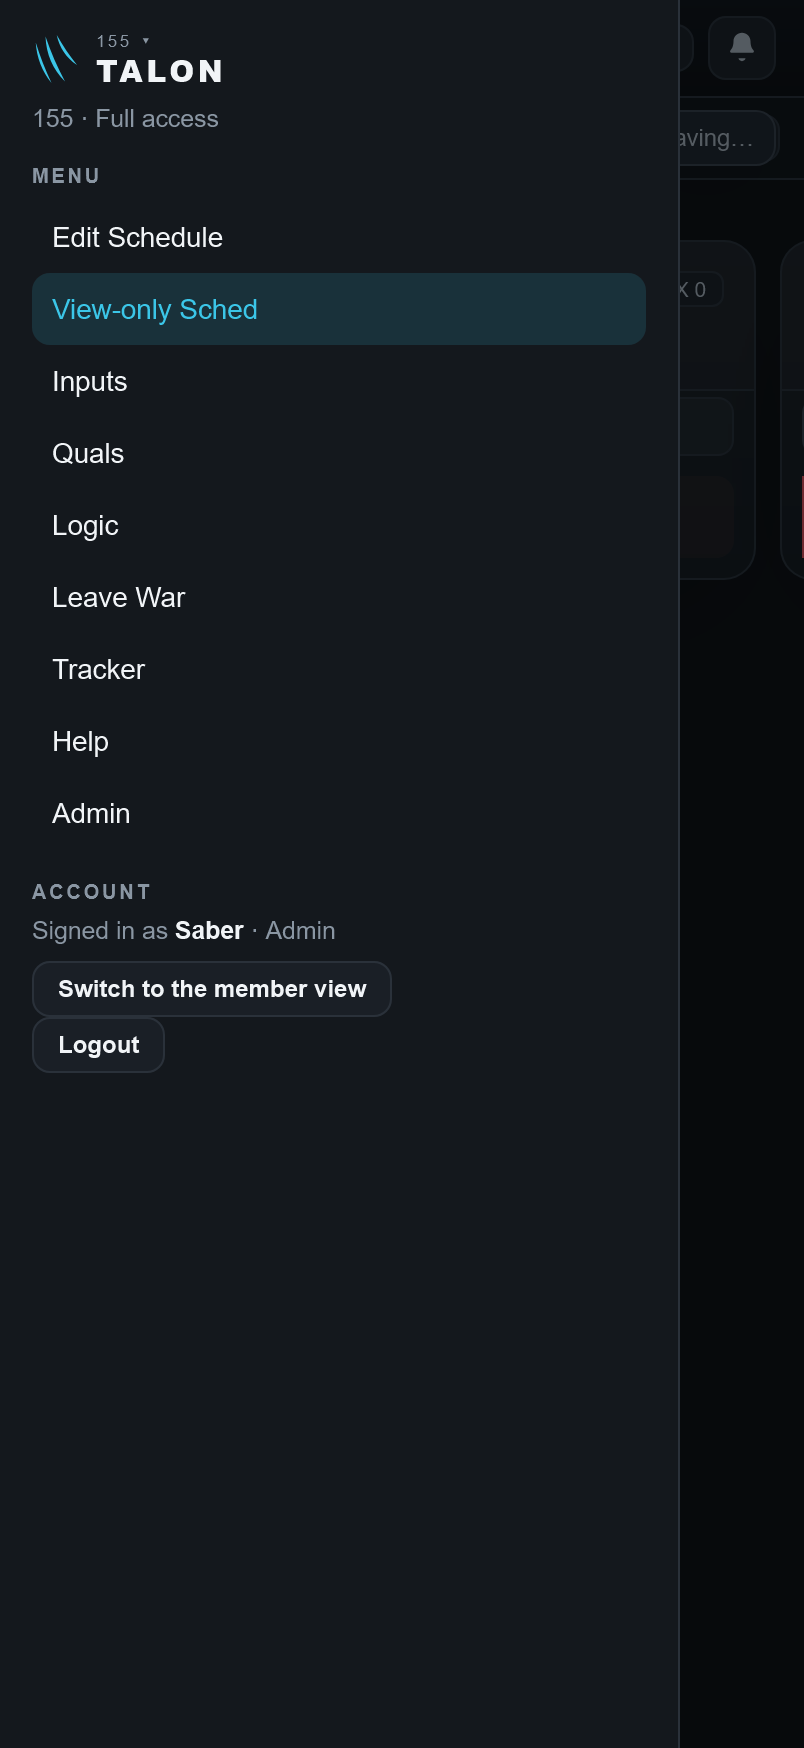 155 ▾
TALON
155 · Full access
MENU
Edit Schedule
View-only Sched
Inputs
Quals
Logic
Leave War
Tracker
Help
Admin
ACCOUNT
Signed in as Saber · Admin
Switch to the member view
Logout
aving…
X 0